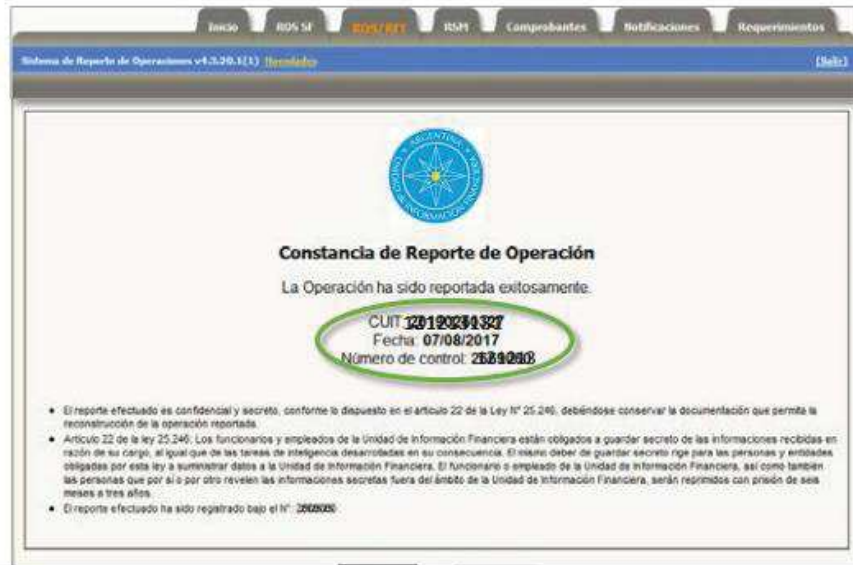 Inicio ROS SF ROS/RFT RSM Comprobantes Notificaciones Requerimientos
Sistema de Reporte de Operaciones v4.3.20.1(1) Novedades [Salir]
ARGENTINA
UNIDAD DE INFORMACION FINANCIERA
Constancia de Reporte de Operación
La Operación ha sido reportada exitosamente.
CUIT:
Fecha: 07/08/2017
Número de control:
El reporte efectuado es confidencial y secreto, conforme lo dispuesto en el artículo 22 de la Ley N° 25.246, debiéndose conservar la documentación que permita la
reconstrucción de la operación reportada.
Artículo 22 de la ley 25.246: Los funcionarios y empleados de la Unidad de Información Financiera están obligados a guardar secreto de las informaciones recibidas en
razón de su cargo, al igual que de las tareas de inteligencia desarrolladas en su consecuencia. El mismo deber de guardar secreto rige para las personas y entidades
obligadas por esta ley a suministrar datos a la Unidad de Información Financiera. El funcionario o empleado de la Unidad de Información Financiera, así como también
las personas que por sí o por otro revelen las informaciones secretas fuera del ámbito de la Unidad de Información Financiera, serán reprimidos con prisión de seis
meses a tres años.
El reporte efectuado ha sido registrado bajo el N°: